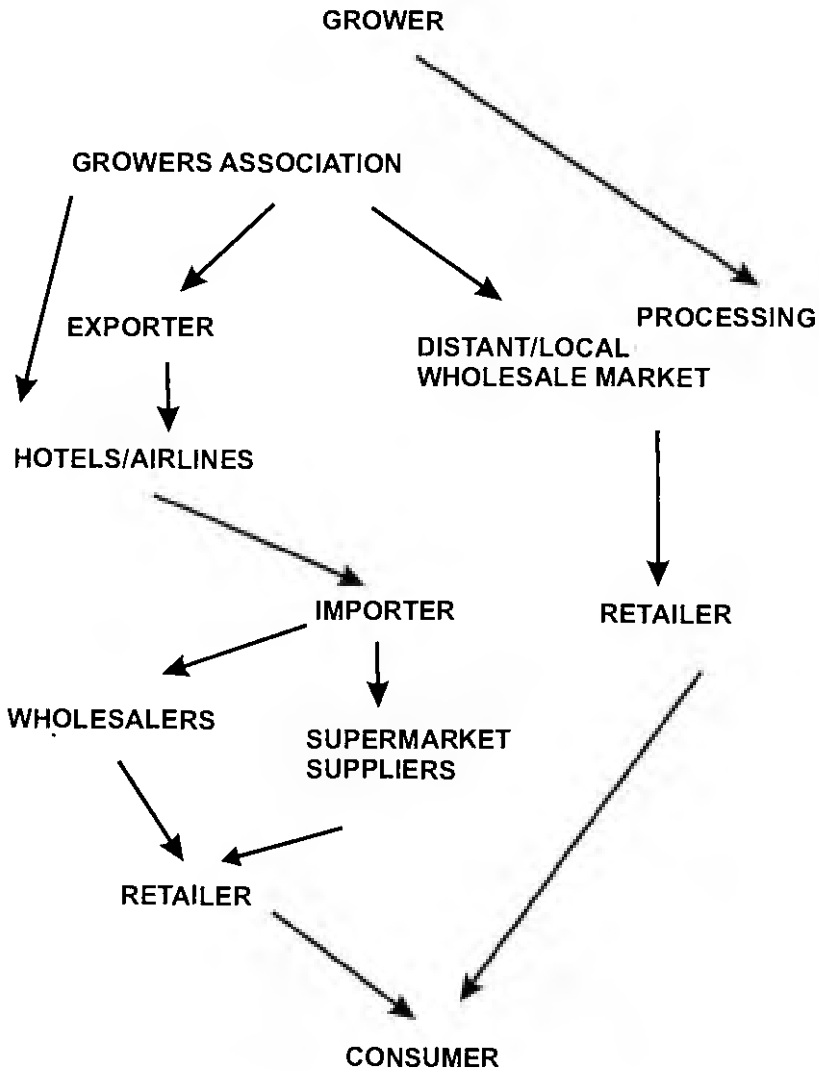 GROWER
GROWERS ASSOCIATION
EXPORTER
PROCESSING
DISTANT/LOCAL
WHOLESALE MARKET
HOTELS/AIRLINES
IMPORTER
RETAILER
WHOLESALERS
SUPERMARKET
SUPPLIERS
RETAILER
CONSUMER